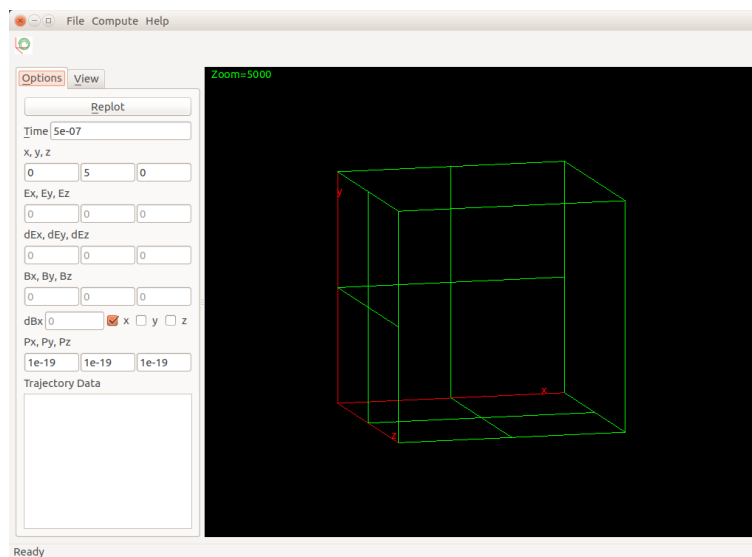 File Compute Help
Options View
Zoom=5000
Replot
Time 5e-07
x, y, z
0 5 0
Ex, Ey, Ez
0 0 0
dEx, dEy, dEz
0 0 0
Bx, By, Bz
0 0 0
dBx 0 x y z
Px, Py, Pz
1e-19 1e-19 1e-19
Trajectory Data
y
x
z
Ready